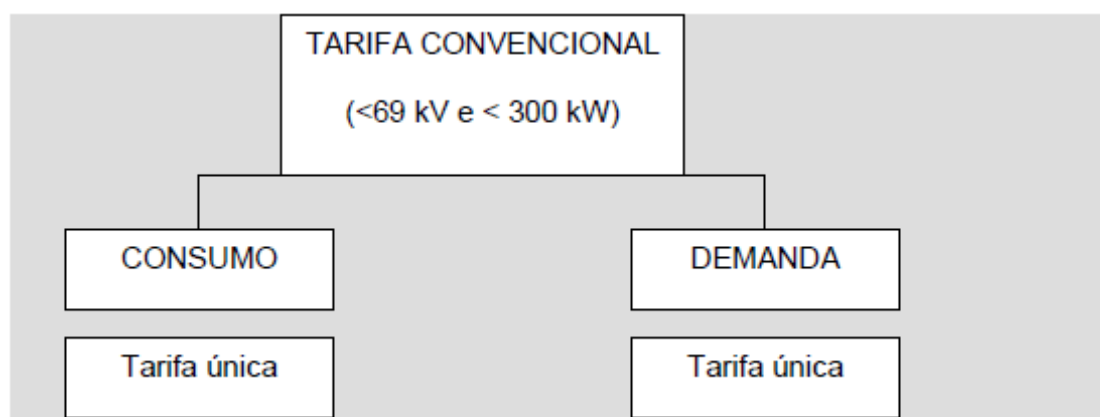 TARIFA CONVENCIONAL
(<69 kV e < 300 kW)
CONSUMO
DEMANDA
Tarifa única
Tarifa única